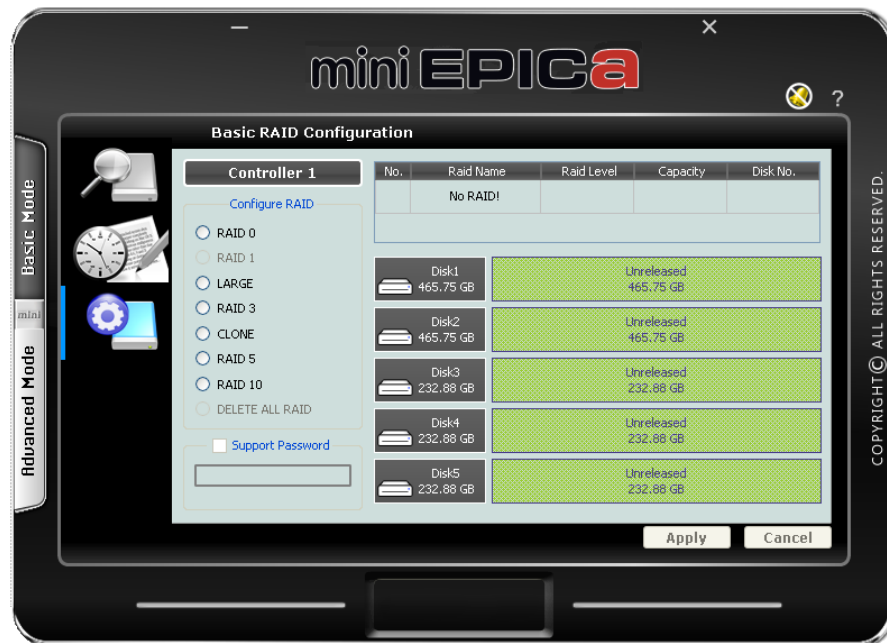 mini EPICa
?
Basic RAID Configuration
Basic Mode
mini
Advanced Mode
Controller 1
Configure RAID
RAID 0
RAID 1
LARGE
RAID 3
CLONE
RAID 5
RAID 10
DELETE ALL RAID
Support Password
No. Raid Name Raid Level Capacity Disk No.
No RAID!
Disk1 Unreleased
465.75 GB 465.75 GB
Disk2 Unreleased
465.75 GB 465.75 GB
Disk3 Unreleased
232.88 GB 232.88 GB
Disk4 Unreleased
232.88 GB 232.88 GB
Disk5 Unreleased
232.88 GB 232.88 GB
Apply Cancel
COPYRIGHT© ALL RIGHTS RESERVED.